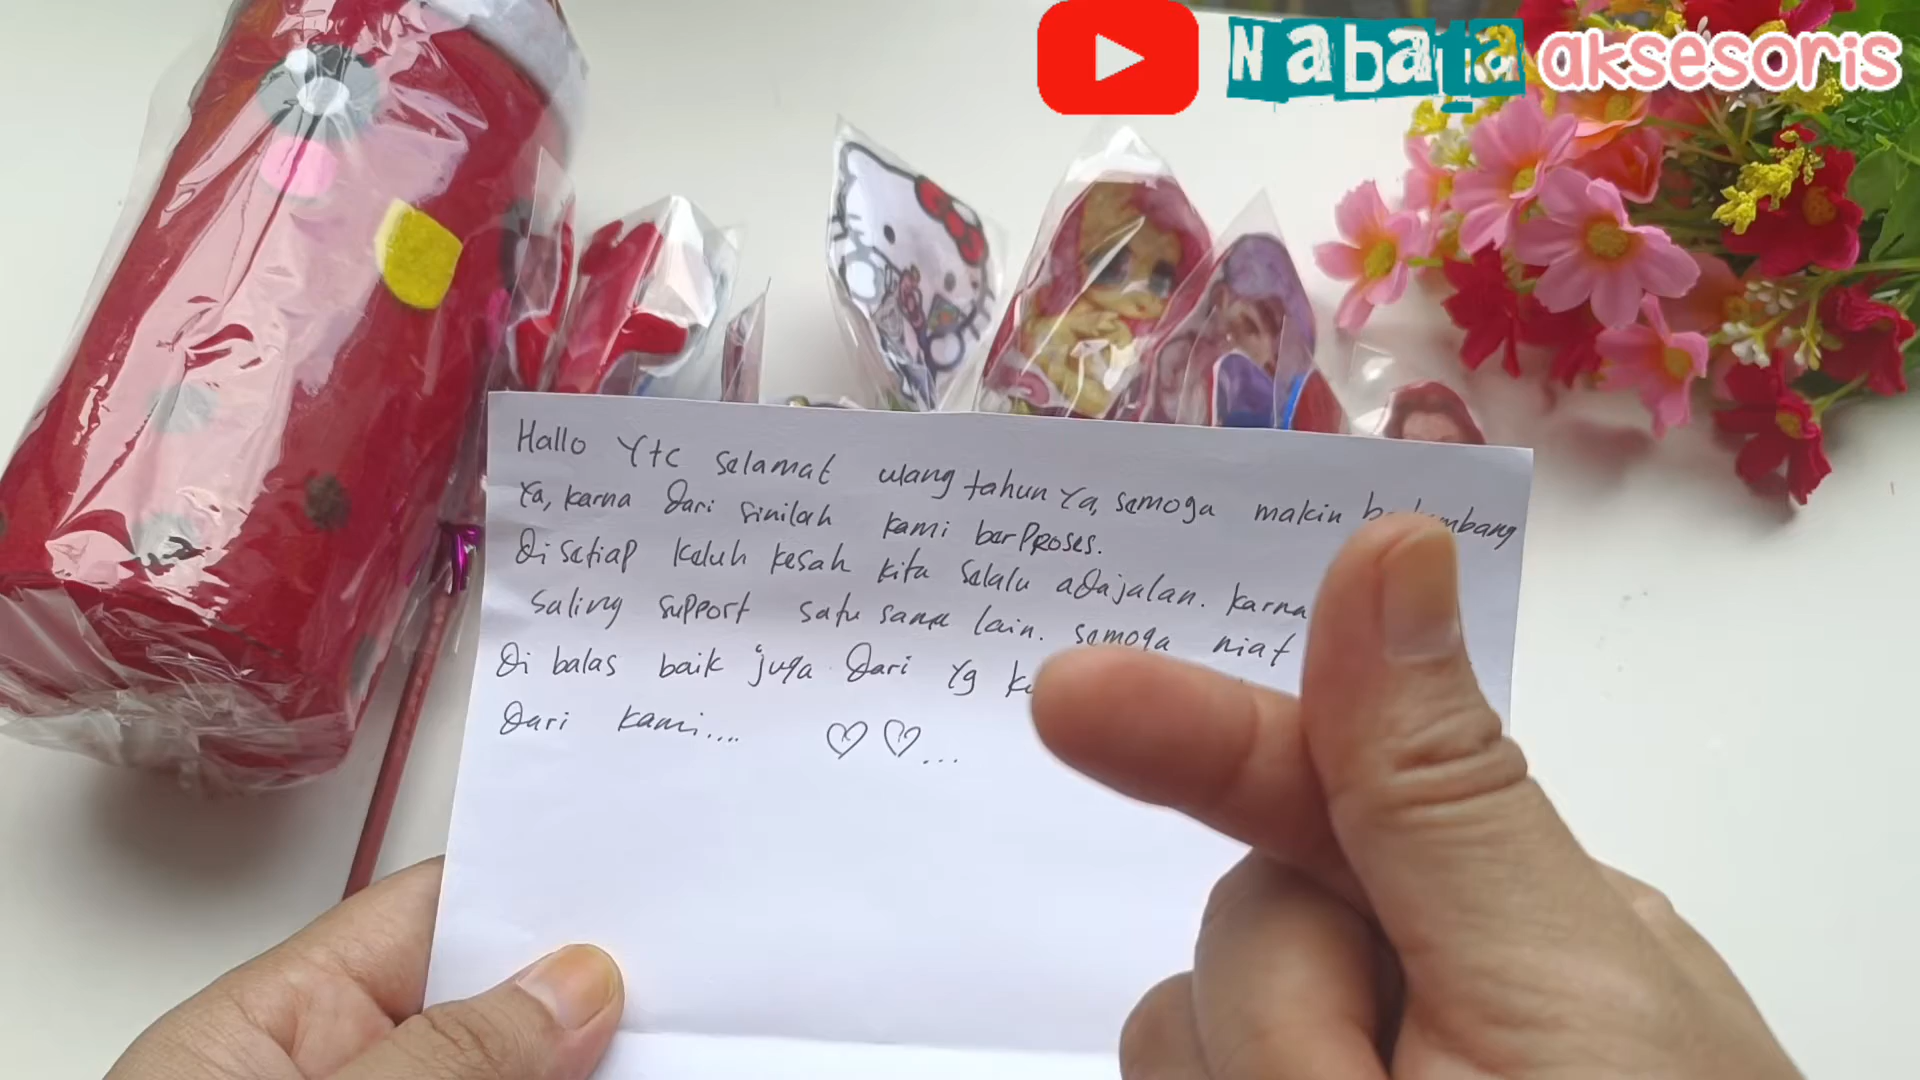 Nabata aksesoris
Hallo Ytc selamat ulang tahun Ya, semoga makin
Ya, karna dari sinilah kami berproses.
Di setiap keluh kesah kita selalu ada jalan. karna
saling support satu sama lain. semoga niat
Di balas baik juga Dari Yg
Dari kami....